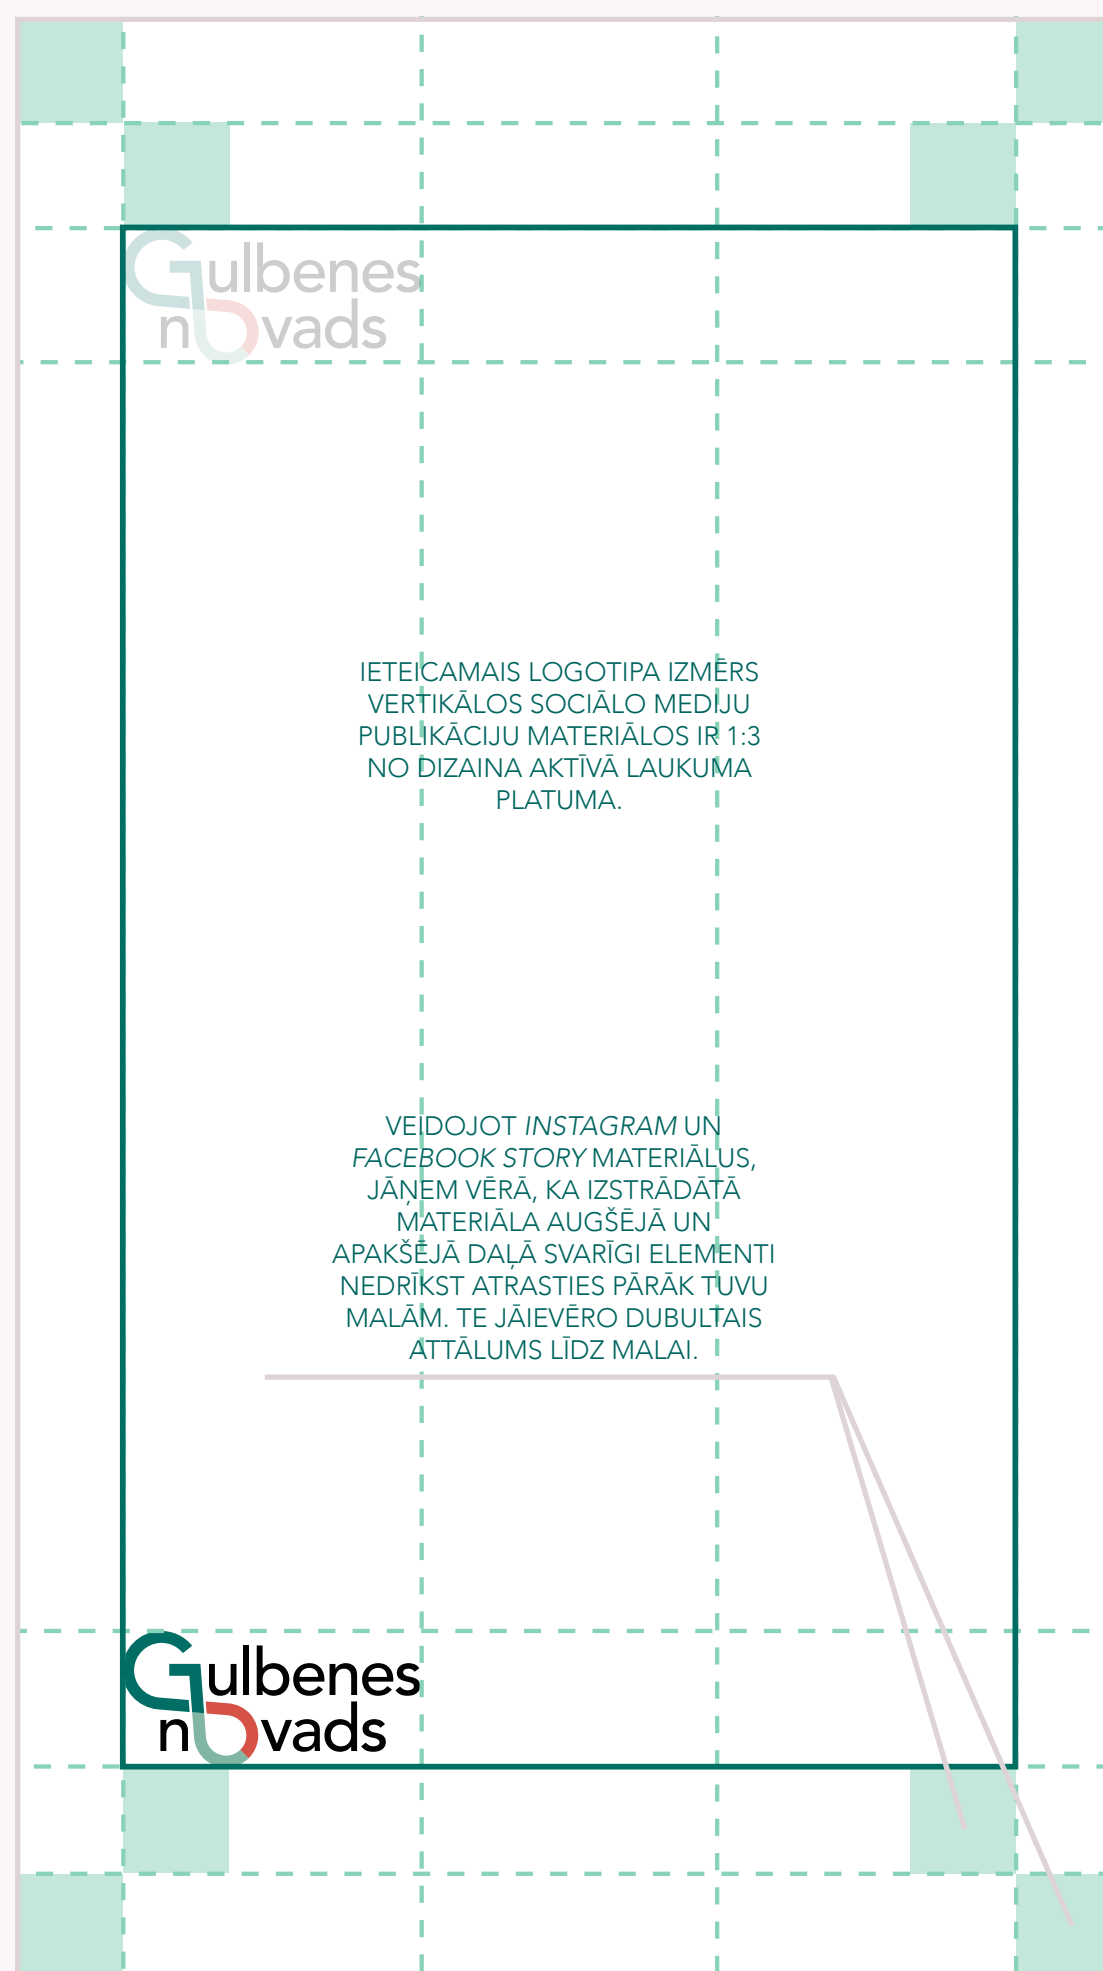 Gulbenes
novads
IETEICAMAIS LOGOTIPA IZMĒRS
VERTIKĀLOS SOCIĀLO MEDIJU
PUBLIKĀCIJU MATERIĀLOS IR 1:3
NO DIZAINA AKTĪVĀ LAUKUMA
PLATUMA.
VEIDOJOT INSTAGRAM UN
FACEBOOK STORY MATERIĀLUS,
JĀŅEM VĒRĀ, KA IZSTRĀDĀTĀ
MATERIĀLA AUGŠĒJĀ UN
APAKŠĒJĀ DAĻĀ SVARĪGI ELEMENTI
NEDRĪKST ATRASTIES PĀRĀK TUVU
MALĀM. TE JĀIEVĒRO DUBULTAIS
ATTĀLUMS LĪDZ MALAI.
Gulbenes
novads